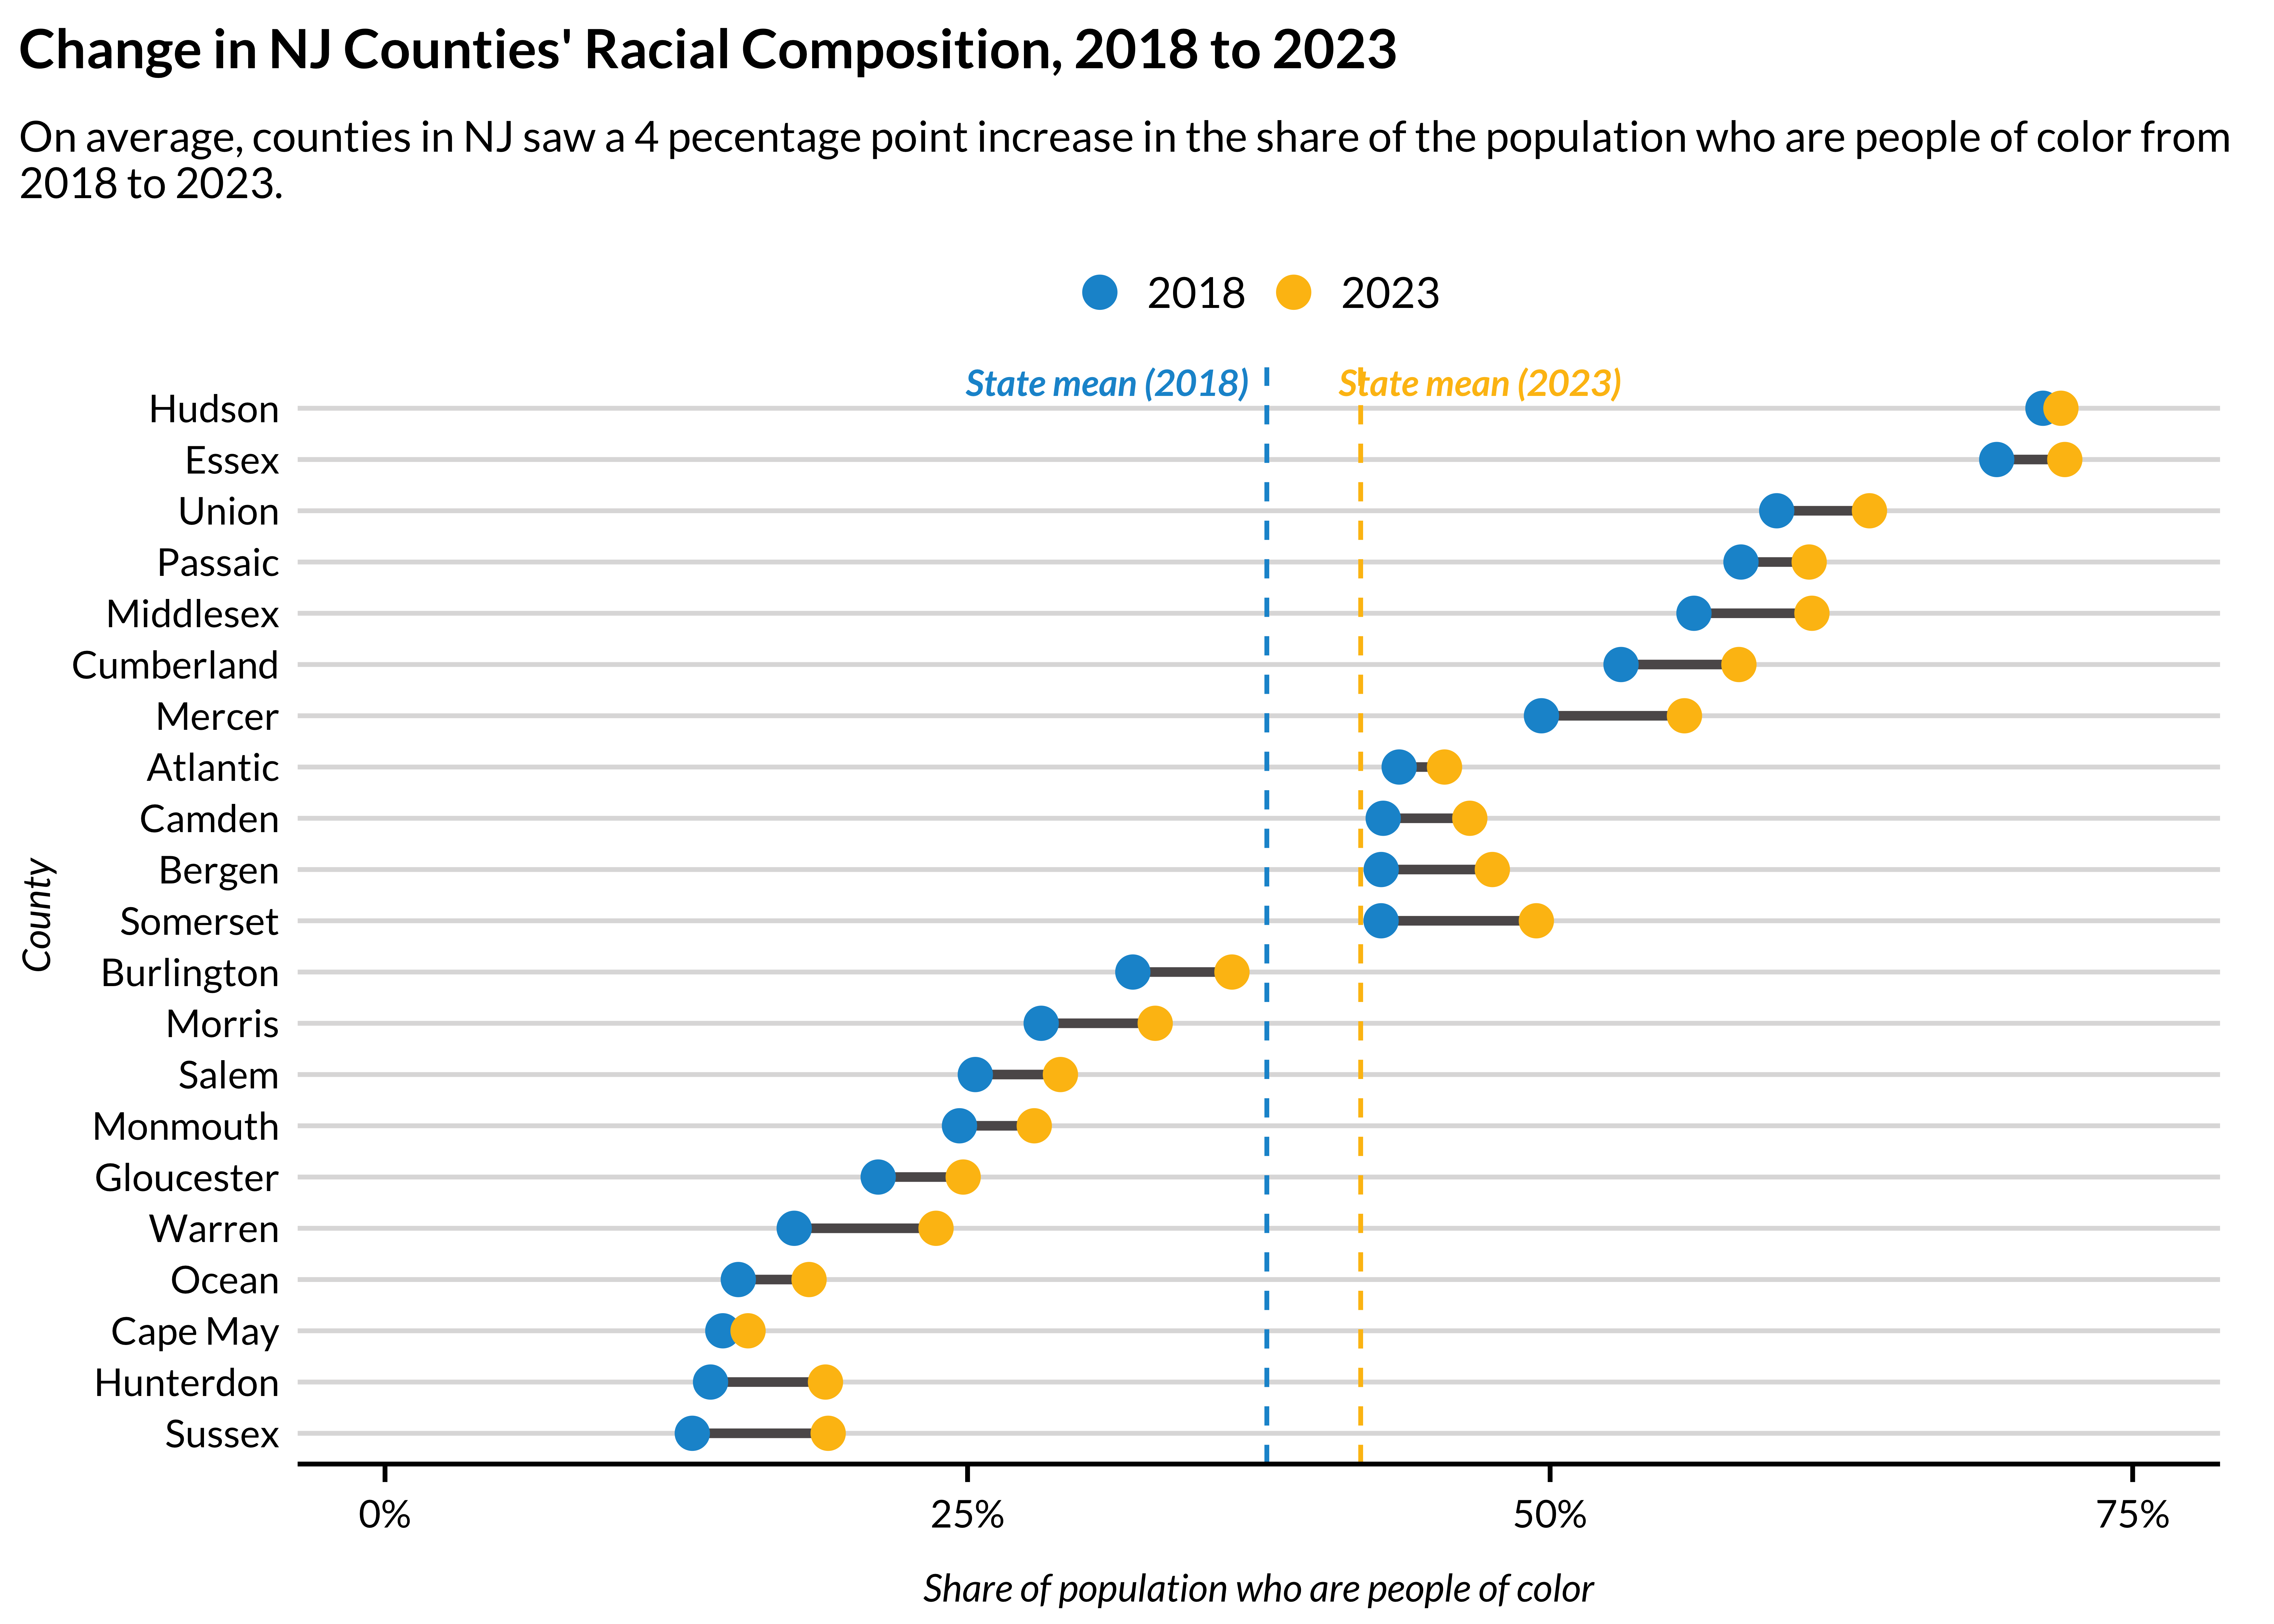 Change in NJ Counties' Racial Composition, 2018 to 2023
On average, counties in NJ saw a 4 pecentage point increase in the share of the population who are people of color from
2018 to 2023.
2018 2023
State mean (2018) State mean (2023)
Hudson
Essex
Union
Passaic
Middlesex
Cumberland
Mercer
Atlantic
Camden
Bergen
Somerset
Burlington
Morris
Salem
Monmouth
Gloucester
Warren
Ocean
Cape May
Hunterdon
Sussex
County
0% 25% 50% 75%
Share of population who are people of color